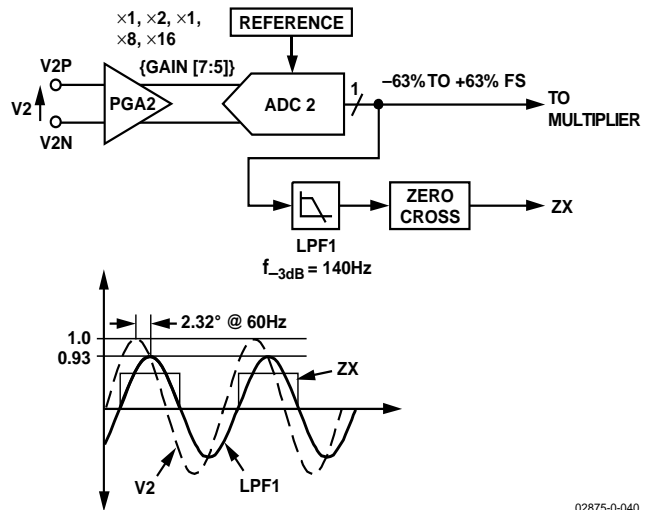 ×1, ×2, ×1,
×8, ×16
REFERENCE
V2P
{GAIN [7:5]}
V2
PGA2
ADC 2
1
–63% TO +63% FS
TO
MULTIPLIER
V2N
ZERO
CROSS
ZX
LPF1
f–3dB = 140Hz
2.32° @ 60Hz
1.0
0.93
ZX
V2
LPF1
02875-0-040